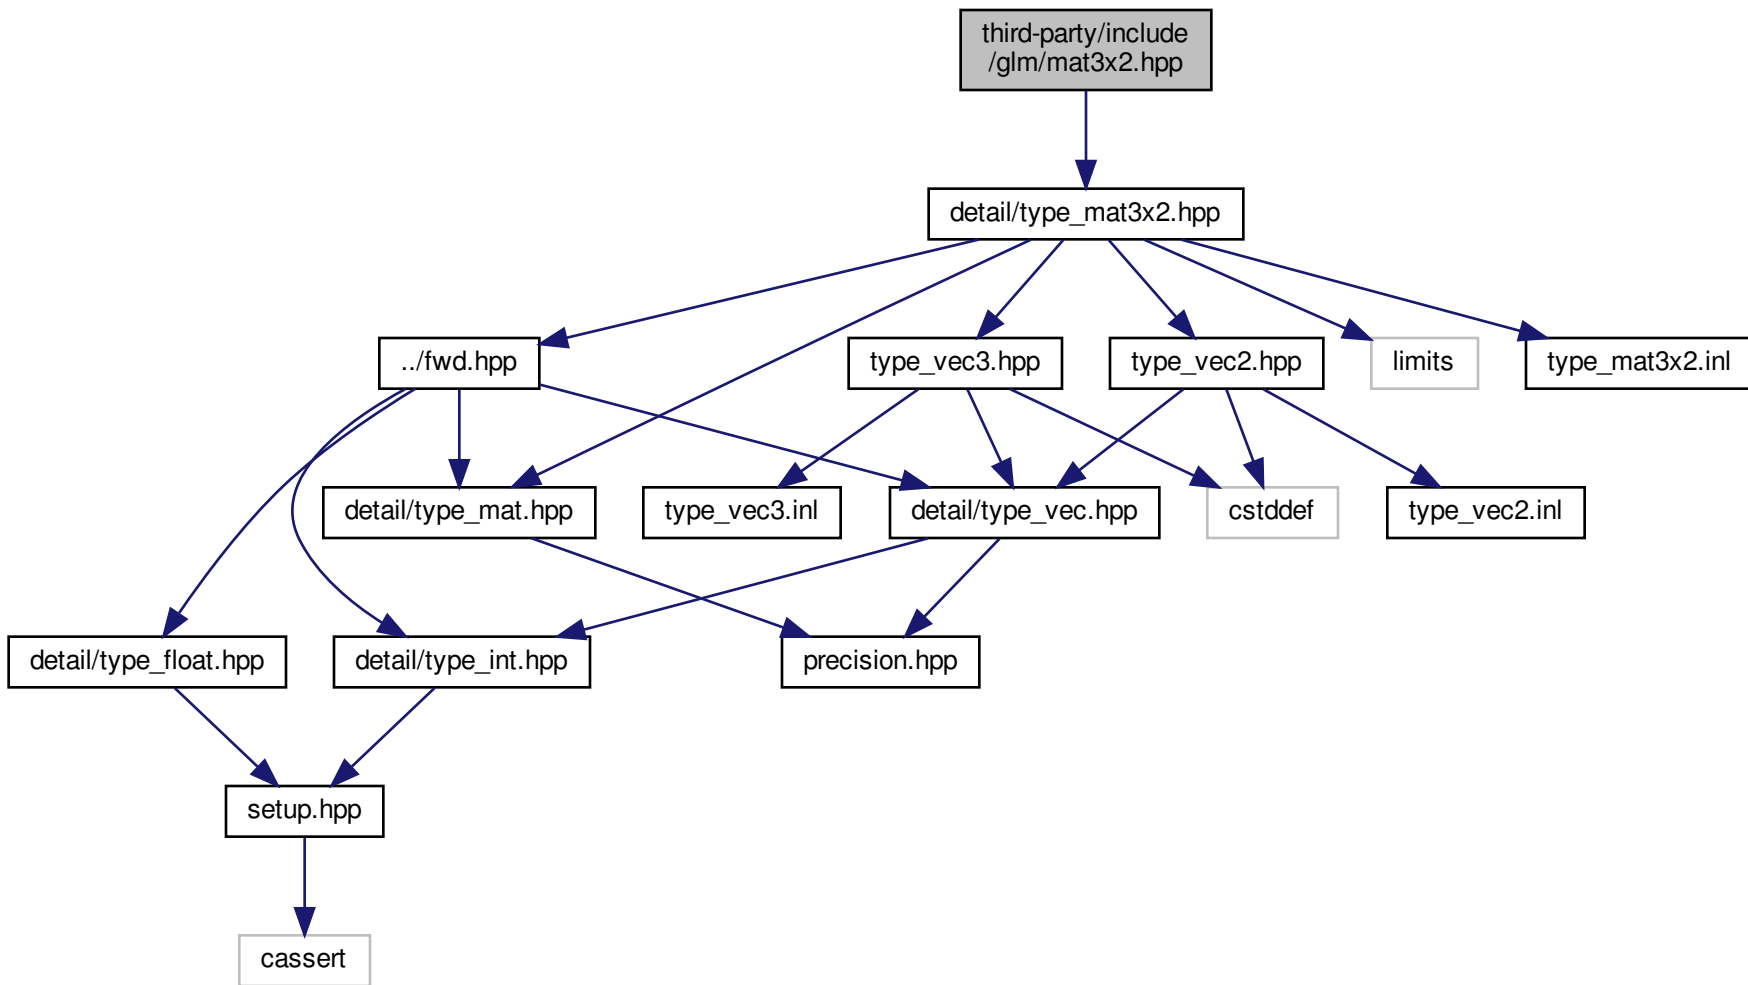 third-party/include
/glm/mat3x2.hpp
detail/type_mat3x2.hpp
../fwd.hpp
type_vec3.hpp
type_vec2.hpp
limits
type_mat3x2.inl
detail/type_mat.hpp
type_vec3.inl
detail/type_vec.hpp
cstddef
type_vec2.inl
detail/type_float.hpp
detail/type_int.hpp
precision.hpp
setup.hpp
cassert